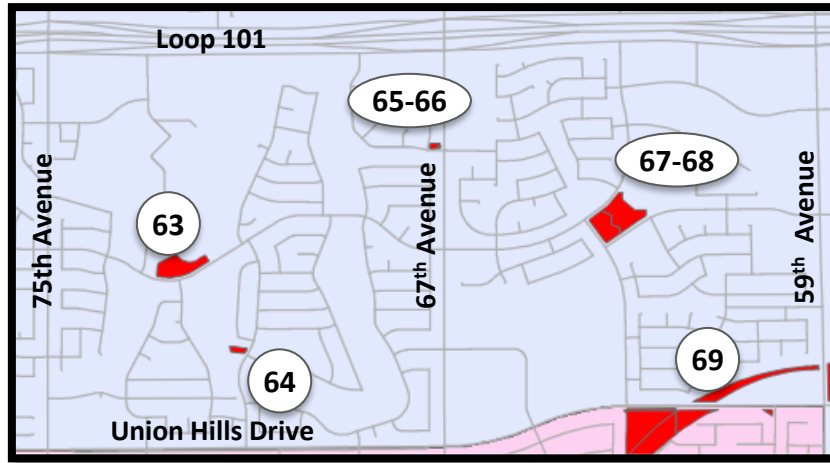 Loop 101
65-66
67-68
75th Avenue
63
67th Avenue
59th Avenue
64
69
Union Hills Drive